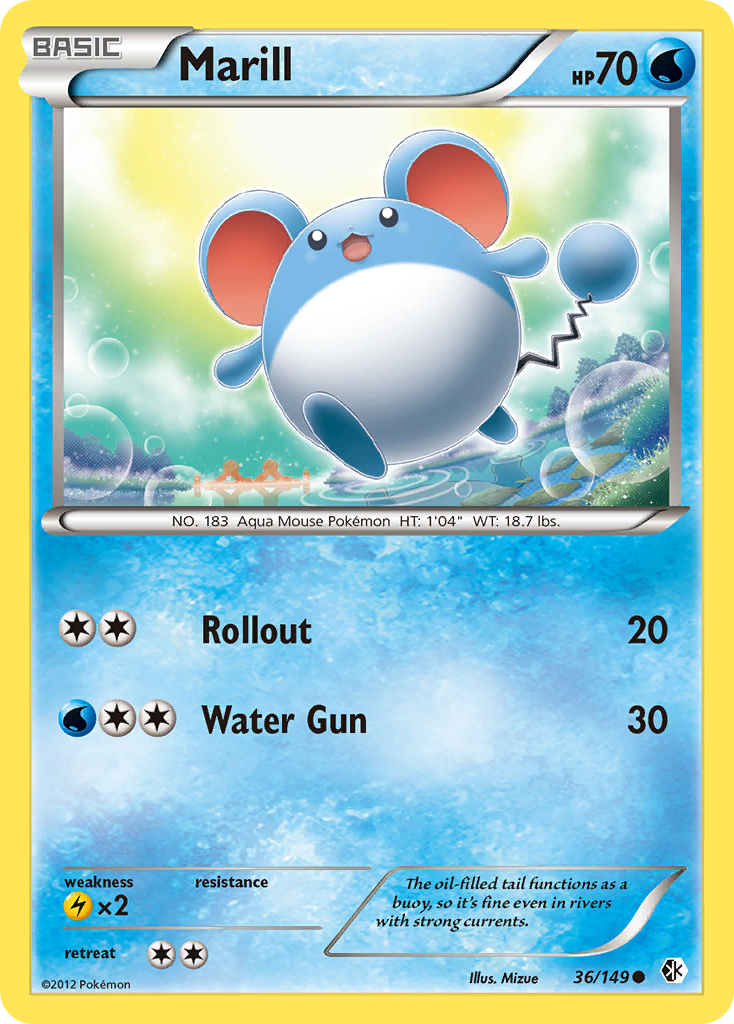 BASIC
Marill
HP70
NO. 183 Aqua Mouse Pokémon HT: 1'04" WT: 18.7 lbs.
Rollout 20
Water Gun 30
weakness resistance
×2
The oil-filled tail functions as a
buoy, so it's fine even in rivers
with strong currents.
retreat
©2012 Pokémon
Illus. Mizue 36/149